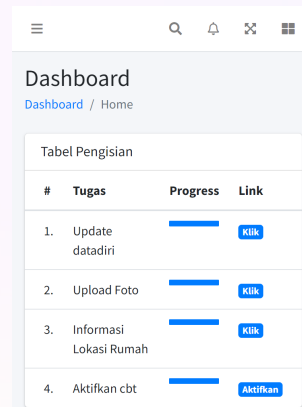 Dashboard
Dashboard / Home
Tabel Pengisian
# Tugas Progress Link
1. Update datadiri Klik
2. Upload Foto Klik
3. Informasi Lokasi Rumah Klik
4. Aktifkan cbt Aktifkan